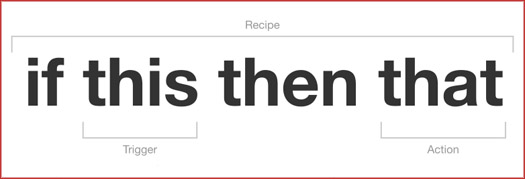 Recipe
if this then that
Trigger Action